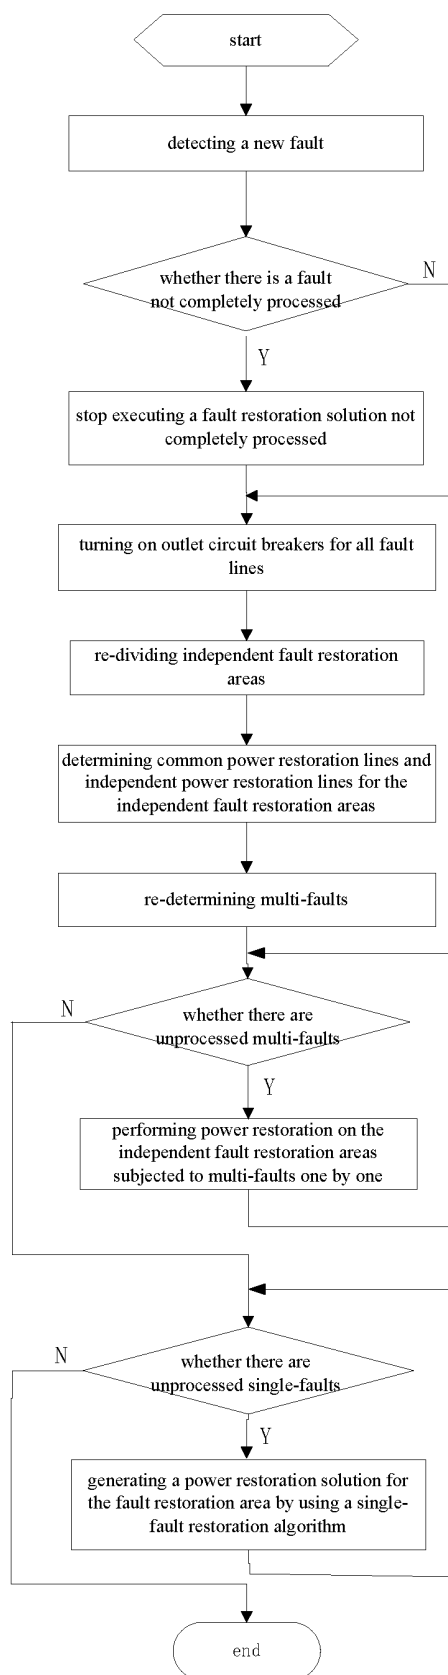 start
detecting a new fault
whether there is a fault
not completely processed
N
Y
stop executing a fault restoration solution not
completely processed
turning on outlet circuit breakers for all fault
lines
re-dividing independent fault restoration
areas
determining common power restoration lines and
independent power restoration lines for the
independent fault restoration areas
re-determining multi-faults
N
whether there are
unprocessed multi-faults
Y
performing power restoration on the
independent fault restoration areas
subjected to multi-faults one by one
N
whether there are
unprocessed single-faults
Y
generating a power restoration solution for
the fault restoration area by using a single-
fault restoration algorithm
end